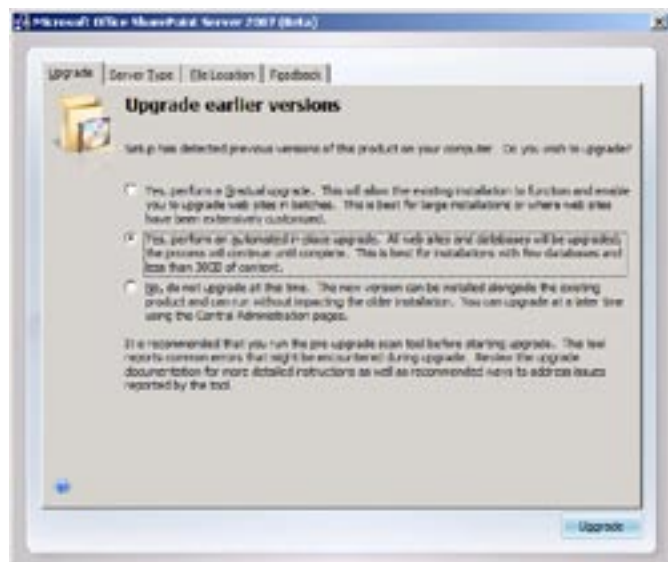 Microsoft Office SharePoint Server 2007 (Beta)
Upgrade Server Type File Location Feedback
Upgrade earlier versions
Setup has detected previous versions of this product on your computer. Do you wish to upgrade?
Yes, perform a Gradual upgrade. This will allow the existing installation to function and enable
you to upgrade web sites in batches. This is best for large installations or where web sites
have been extensively customized.
Yes, perform an automated in place upgrade. All web sites and databases will be upgraded,
the process will continue until complete. This is best for installations with few databases and
less than 30GB of content.
No, do not upgrade at this time. The new version can be installed alongside the existing
product and can run without impacting the older installation. You can upgrade at a later time
using the Central Administration pages.
It is recommended that you run the pre upgrade scan tool before starting upgrade. This tool
reports common errors that might be encountered during upgrade. Review the upgrade
documentation for more detailed instructions as well as recommended ways to address issues
reported by the tool.
Upgrade